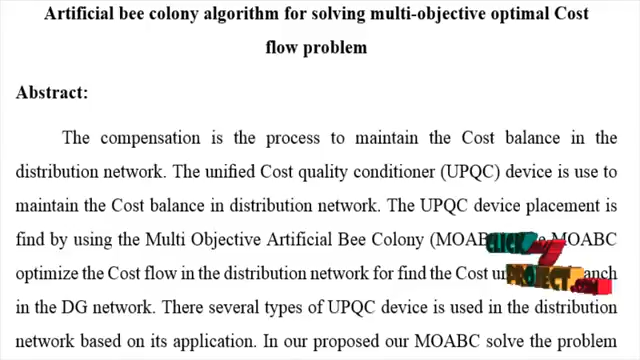 Artificial bee colony algorithm for solving multi-objective optimal Cost
flow problem
Abstract:
The compensation is the process to maintain the Cost balance in the
distribution network. The unified Cost quality conditioner (UPQC) device is use to
maintain the Cost balance in distribution network. The UPQC device placement is
find by using the Multi Objective Artificial Bee Colony (MOAB MOABC
optimize the Cost flow in the distribution network for find the Cost
in the DG network. There several types of UPQC device is used in the distribution
network based on its application. In our proposed our MOABC solve the problem
CLICK MY
PROJECT.COM